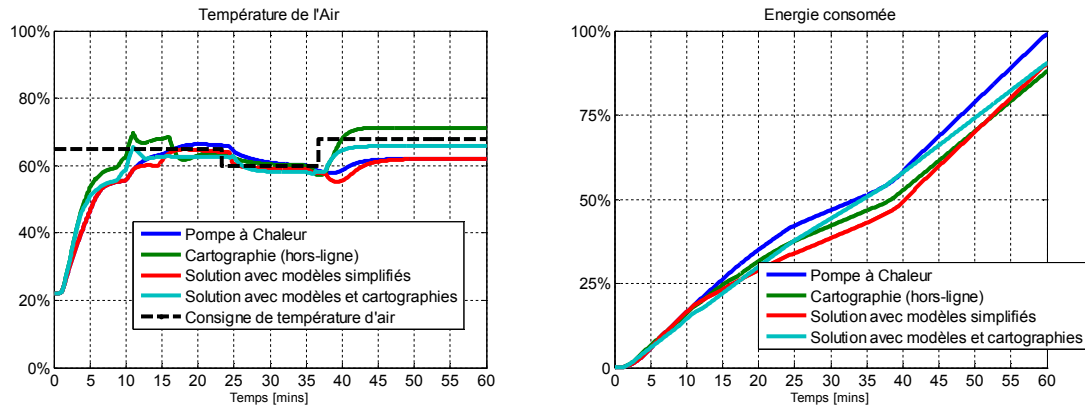 Température de l'Air
100%
80%
60%
40%
20%
0%
Pompe à Chaleur
Cartographie (hors-ligne)
Solution avec modèles simplifiés
Solution avec modèles et cartographies
Consigne de température d'air
0 5 10 15 20 25 30 35 40 45 50 55 60
Temps [mins]
Energie consomée
100%
75%
50%
25%
0
Pompe à Chaleur
Cartographie (hors-ligne)
Solution avec modèles simplifiés
Solution avec modèles et cartographies
0 5 10 15 20 25 30 35 40 45 50 55 60
Temps [mins]